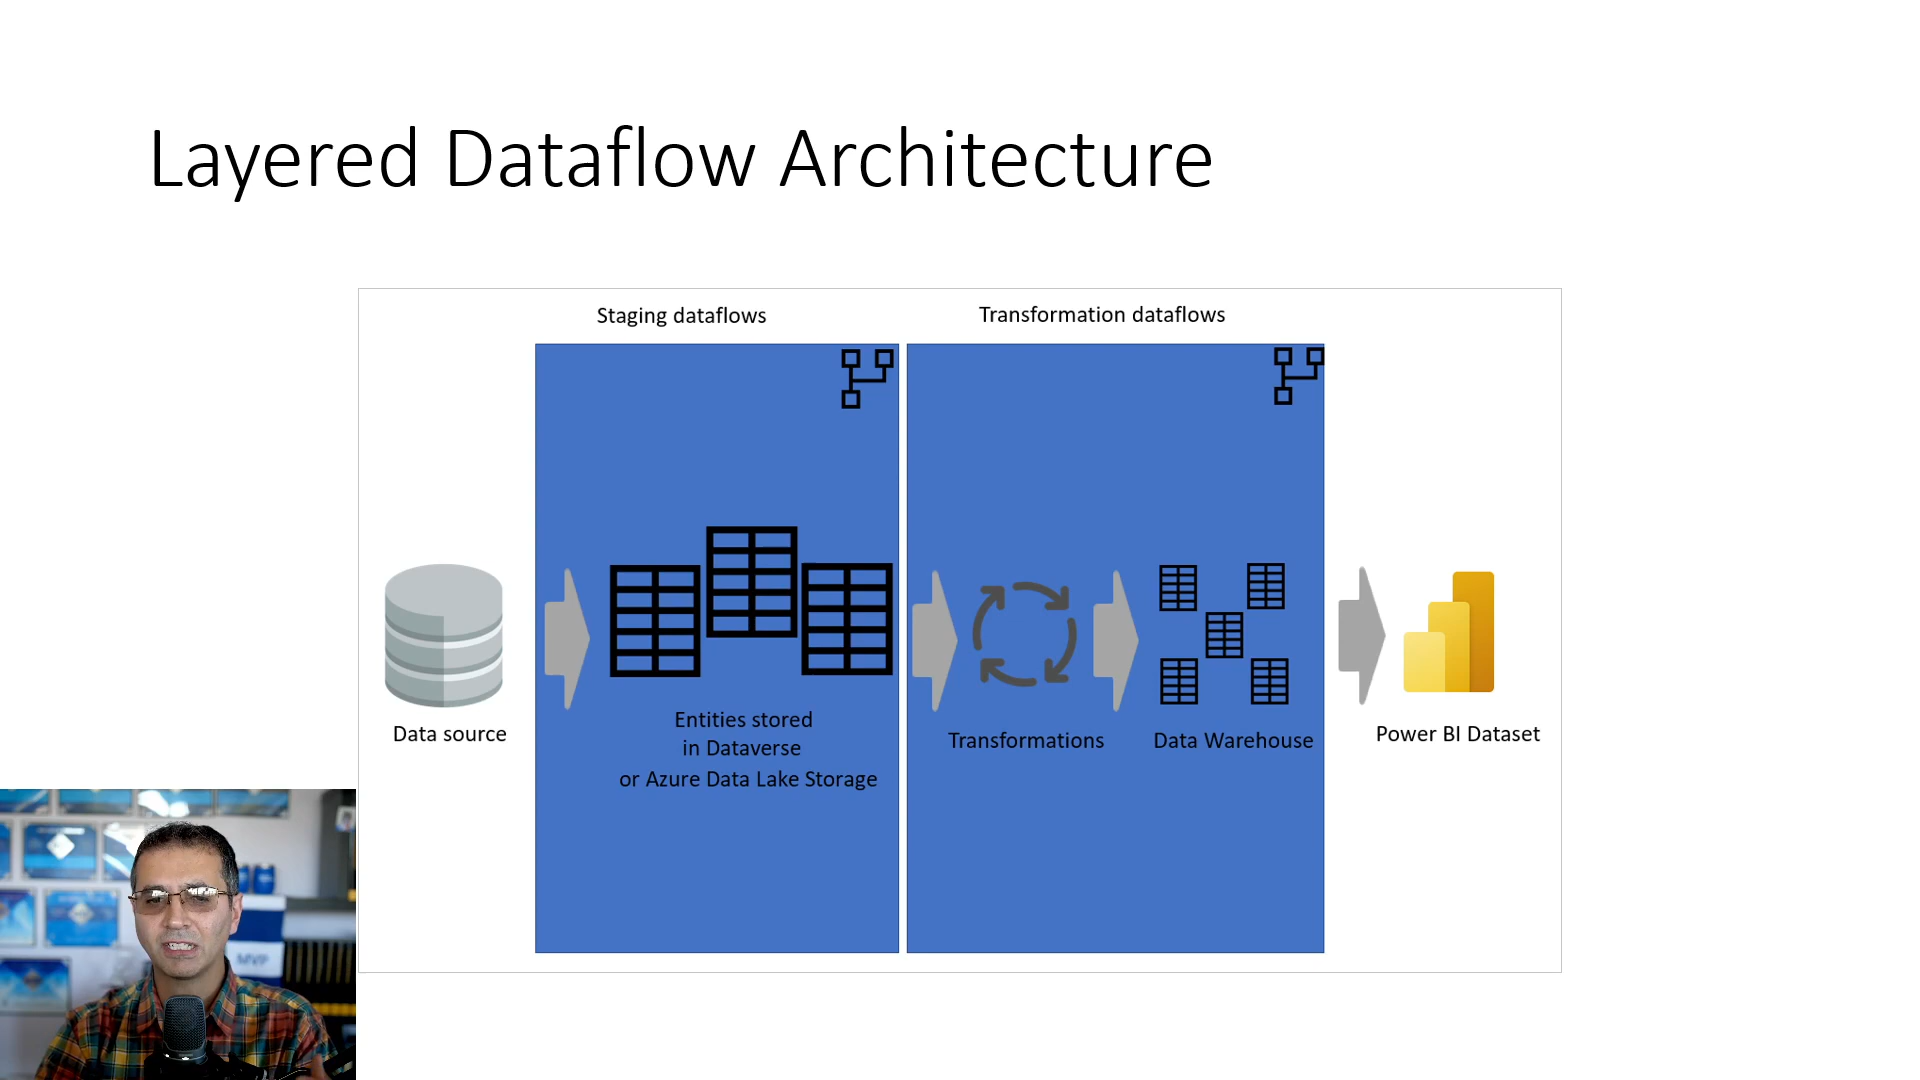 Layered Dataflow Architecture
Staging dataflows
Transformation dataflows
Data source
Entities stored
in Dataverse
or Azure Data Lake Storage
Transformations
Data Warehouse
Power BI Dataset
MVP